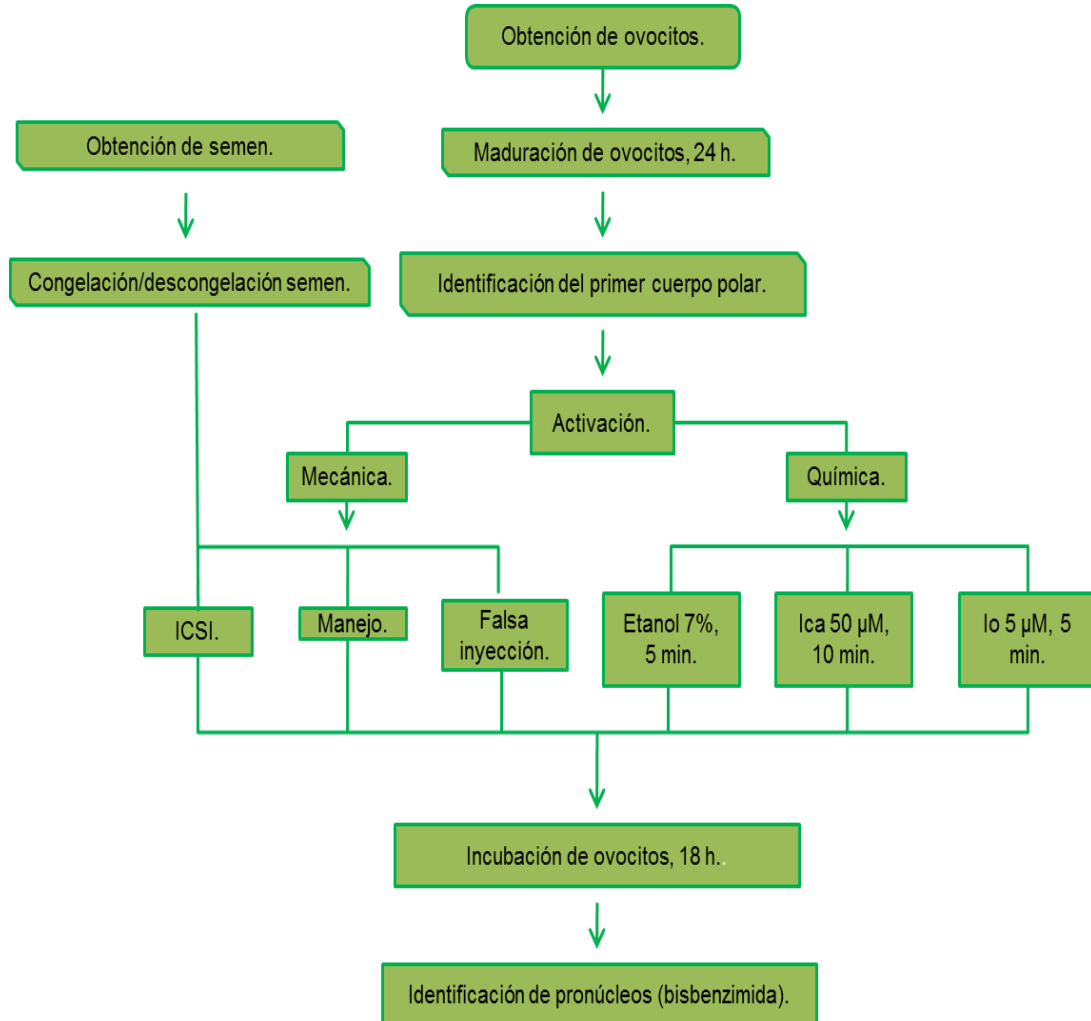 Obtención de ovocitos.
Obtención de semen.
Maduración de ovocitos, 24 h.
Congelación/descongelación semen.
Identificación del primer cuerpo polar.
Activación.
Mecánica.
Química.
ICSI.
Manejo.
Falsa
inyección.
Etanol 7%,
5 min.
Ica 50 µM,
10 min.
Io 5 µM, 5
min.
Incubación de ovocitos, 18 h..
Identificación de pronúcleos (bisbenzimida).